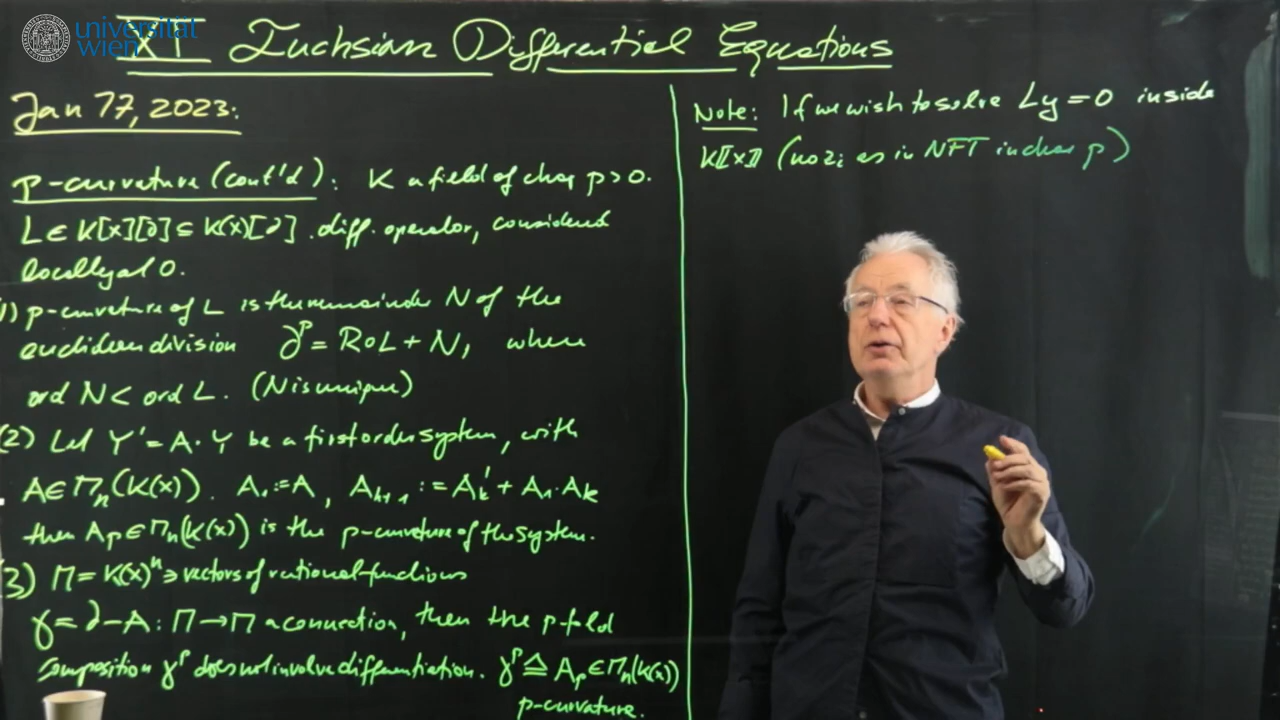 universität
wien
XI Fuchsian Differential Equations
Jan 17, 2023:
p-curvature (cont'd): K a field of char p>0.
L∈K[x][∂]⊆K(x)[∂]. diff. operator, considered
locally at 0.
1) p-curvature of L is the remainder N of the
euclidean division ∂^p = R∘L + N, where
ord N < ord L. (N is unique)
(2) Let Y' = A·Y be a first order system, with
A∈M_n(K(x)). A_1:=A, A_{k+1} := A_k' + A_1·A_k
then A_p∈M_n(K(x)) is the p-curvature of the system.
3) M = K(x)^n ∋ vectors of rational functions
γ = ∂-A: M→M a connection, then the p-fold
composition γ^p does not involve differentiation. γ^p ≙ A_p∈M_n(K(x))
p-curvature.
Note: If we wish to solve Ly = 0 inside
K[[x]] (no z_i as in NFT in char p)